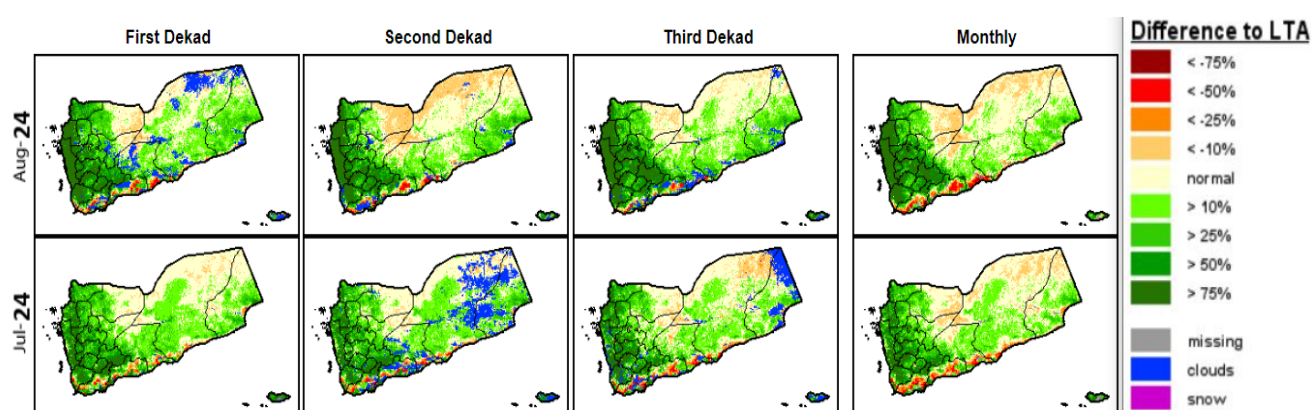 First Dekad
Second Dekad
Third Dekad
Monthly
Difference to LTA
< -75%
< -50%
< -25%
< -10%
normal
> 10%
> 25%
> 50%
> 75%
missing
clouds
snow
Aug-24
Jul-24